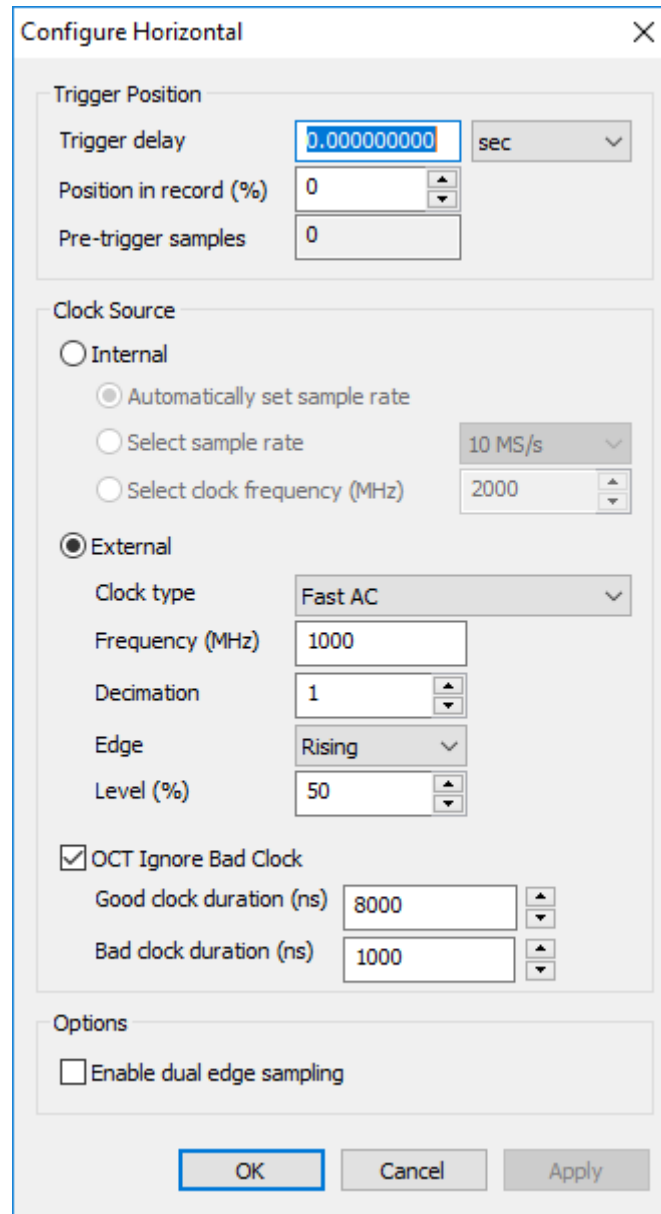 Configure Horizontal
Trigger Position
Trigger delay 0.000000000 sec
Position in record (%) 0
Pre-trigger samples 0
Clock Source
Internal
Automatically set sample rate
Select sample rate 10 MS/s
Select clock frequency (MHz) 2000
External
Clock type Fast AC
Frequency (MHz) 1000
Decimation 1
Edge Rising
Level (%) 50
OCT Ignore Bad Clock
Good clock duration (ns) 8000
Bad clock duration (ns) 1000
Options
Enable dual edge sampling
OK Cancel Apply